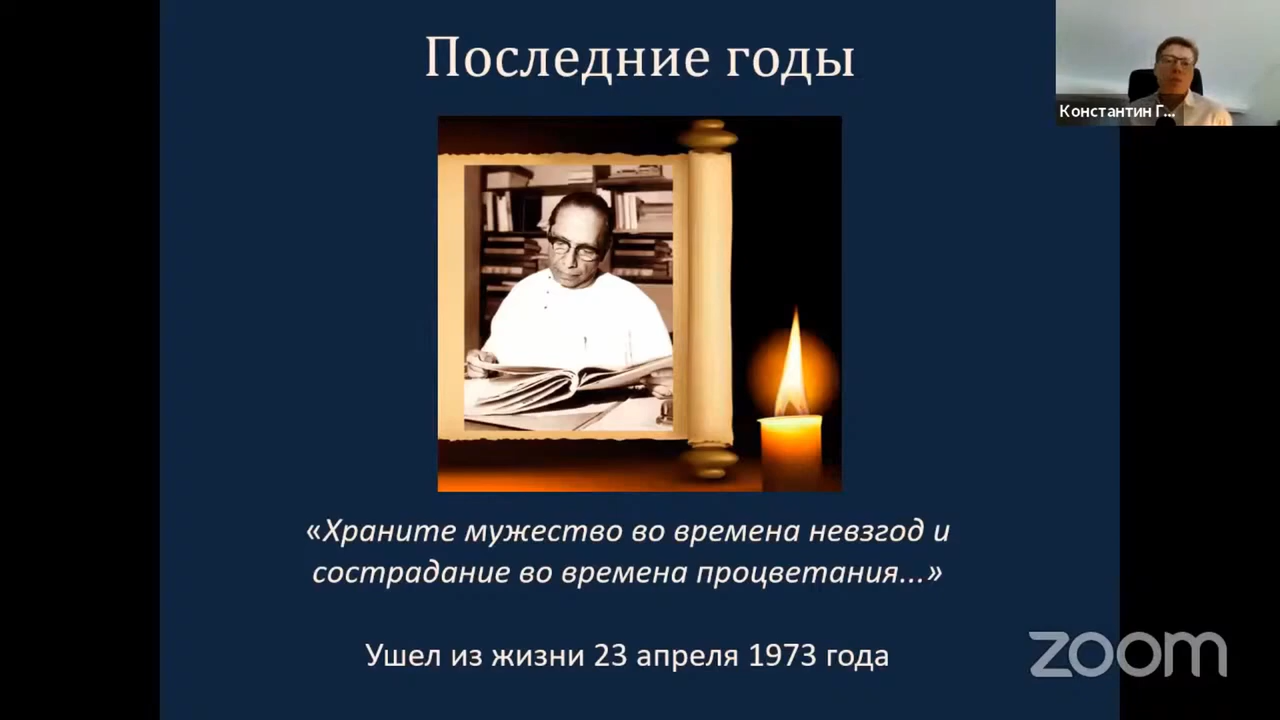 Последние годы
Константин Г...
«Храните мужество во времена невзгод и
сострадание во времена процветания...»
Ушел из жизни 23 апреля 1973 года
zoom